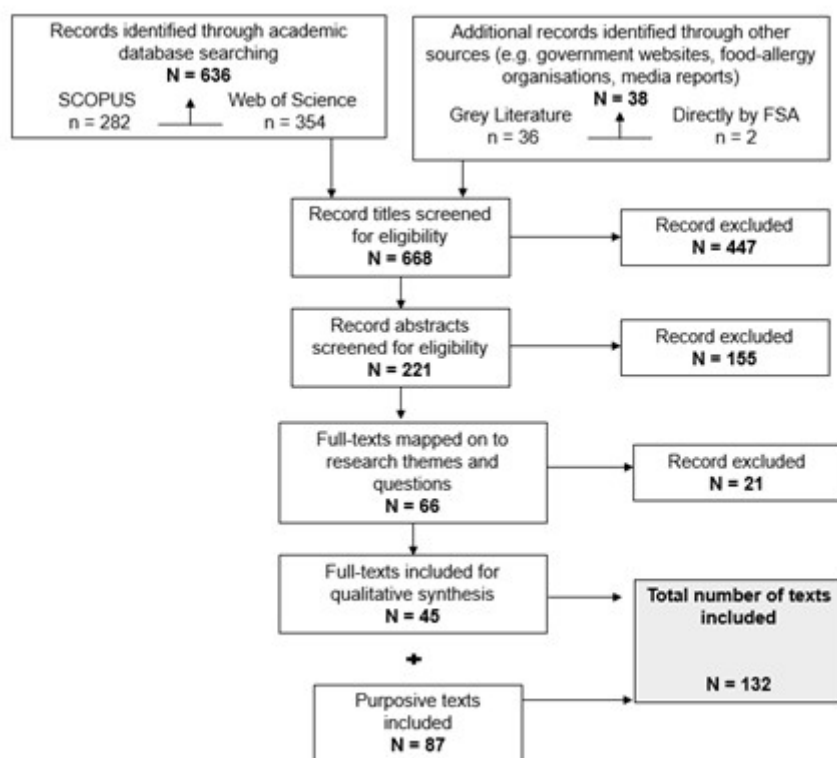 Records identified through academic
database searching
N = 636
SCOPUS
n = 282
Web of Science
n = 354
Additional records identified through other
sources (e.g. government websites, food-allergy
organisations, media reports)
N = 38
Grey Literature
n = 36
Directly by FSA
n = 2
Record titles screened
for eligibility
N = 668
Record excluded
N = 447
Record abstracts
screened for eligibility
N = 221
Record excluded
N = 155
Full-texts mapped on to
research themes and
questions
N = 66
Record excluded
N = 21
Full-texts included for
qualitative synthesis
N = 45
+
Purposive texts
included
N = 87
Total number of texts
included
N = 132